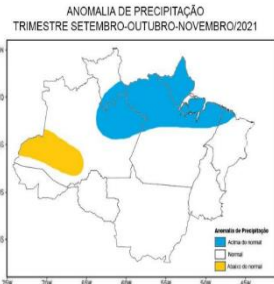 ANOMALIA DE PRECIPITAÇÃO
TRIMESTRE SETEMBRO-OUTUBRO-NOVEMBRO/2021
Anomalia de Precipitação
Acima do normal
Normal
Abaixo do normal